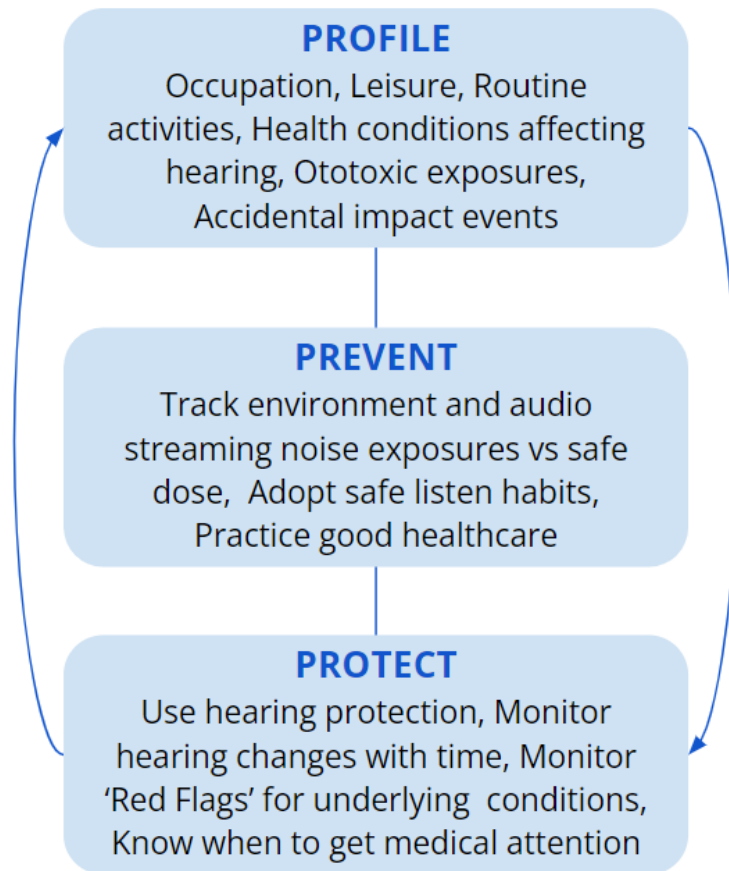 PROFILE
Occupation, Leisure, Routine
activities, Health conditions affecting
hearing, Ototoxic exposures,
Accidental impact events
PREVENT
Track environment and audio
streaming noise exposures vs safe
dose,  Adopt safe listen habits,
Practice good healthcare
PROTECT
Use hearing protection, Monitor
hearing changes with time, Monitor
‘Red Flags’ for underlying  conditions,
Know when to get medical attention